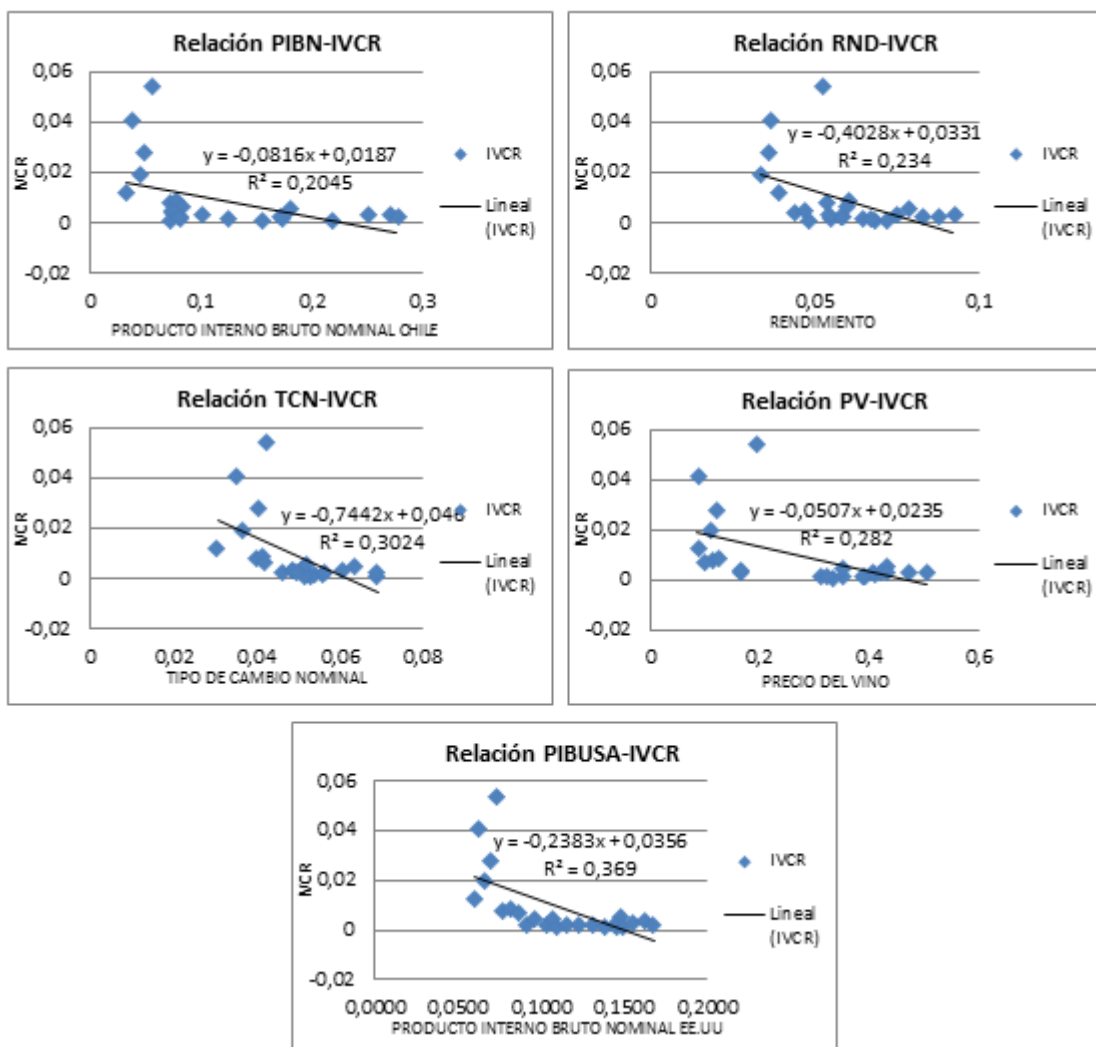 Relación PIBN-IVCR
0,06
0,04
0,02
0
-0,02
IVCR
y = -0,0816x + 0,0187
R² = 0,2045
0 0,1 0,2 0,3
PRODUCTO INTERNO BRUTO NOMINAL CHILE
IVCR
Lineal
(IVCR)
Relación RND-IVCR
0,06
0,04
0,02
0
-0,02
IVCR
y = -0,4028x + 0,0331
R² = 0,234
0 0,05 0,1
RENDIMIENTO
IVCR
Lineal
(IVCR)
Relación TCN-IVCR
0,06
0,04
0,02
0
-0,02
IVCR
y = -0,7442x + 0,046
R² = 0,3024
0 0,02 0,04 0,06 0,08
TIPO DE CAMBIO NOMINAL
IVCR
Lineal
(IVCR)
Relación PV-IVCR
0,06
0,04
0,02
0
-0,02
IVCR
y = -0,0507x + 0,0235
R² = 0,282
0 0,2 0,4 0,6
PRECIO DEL VINO
IVCR
Lineal
(IVCR)
Relación PIBUSA-IVCR
0,06
0,04
0,02
0
-0,02
IVCR
y = -0,2383x + 0,0356
R² = 0,369
0,0000 0,0500 0,1000 0,1500 0,2000
PRODUCTO INTERNO BRUTO NOMINAL EE.UU
IVCR
Lineal
(IVCR)